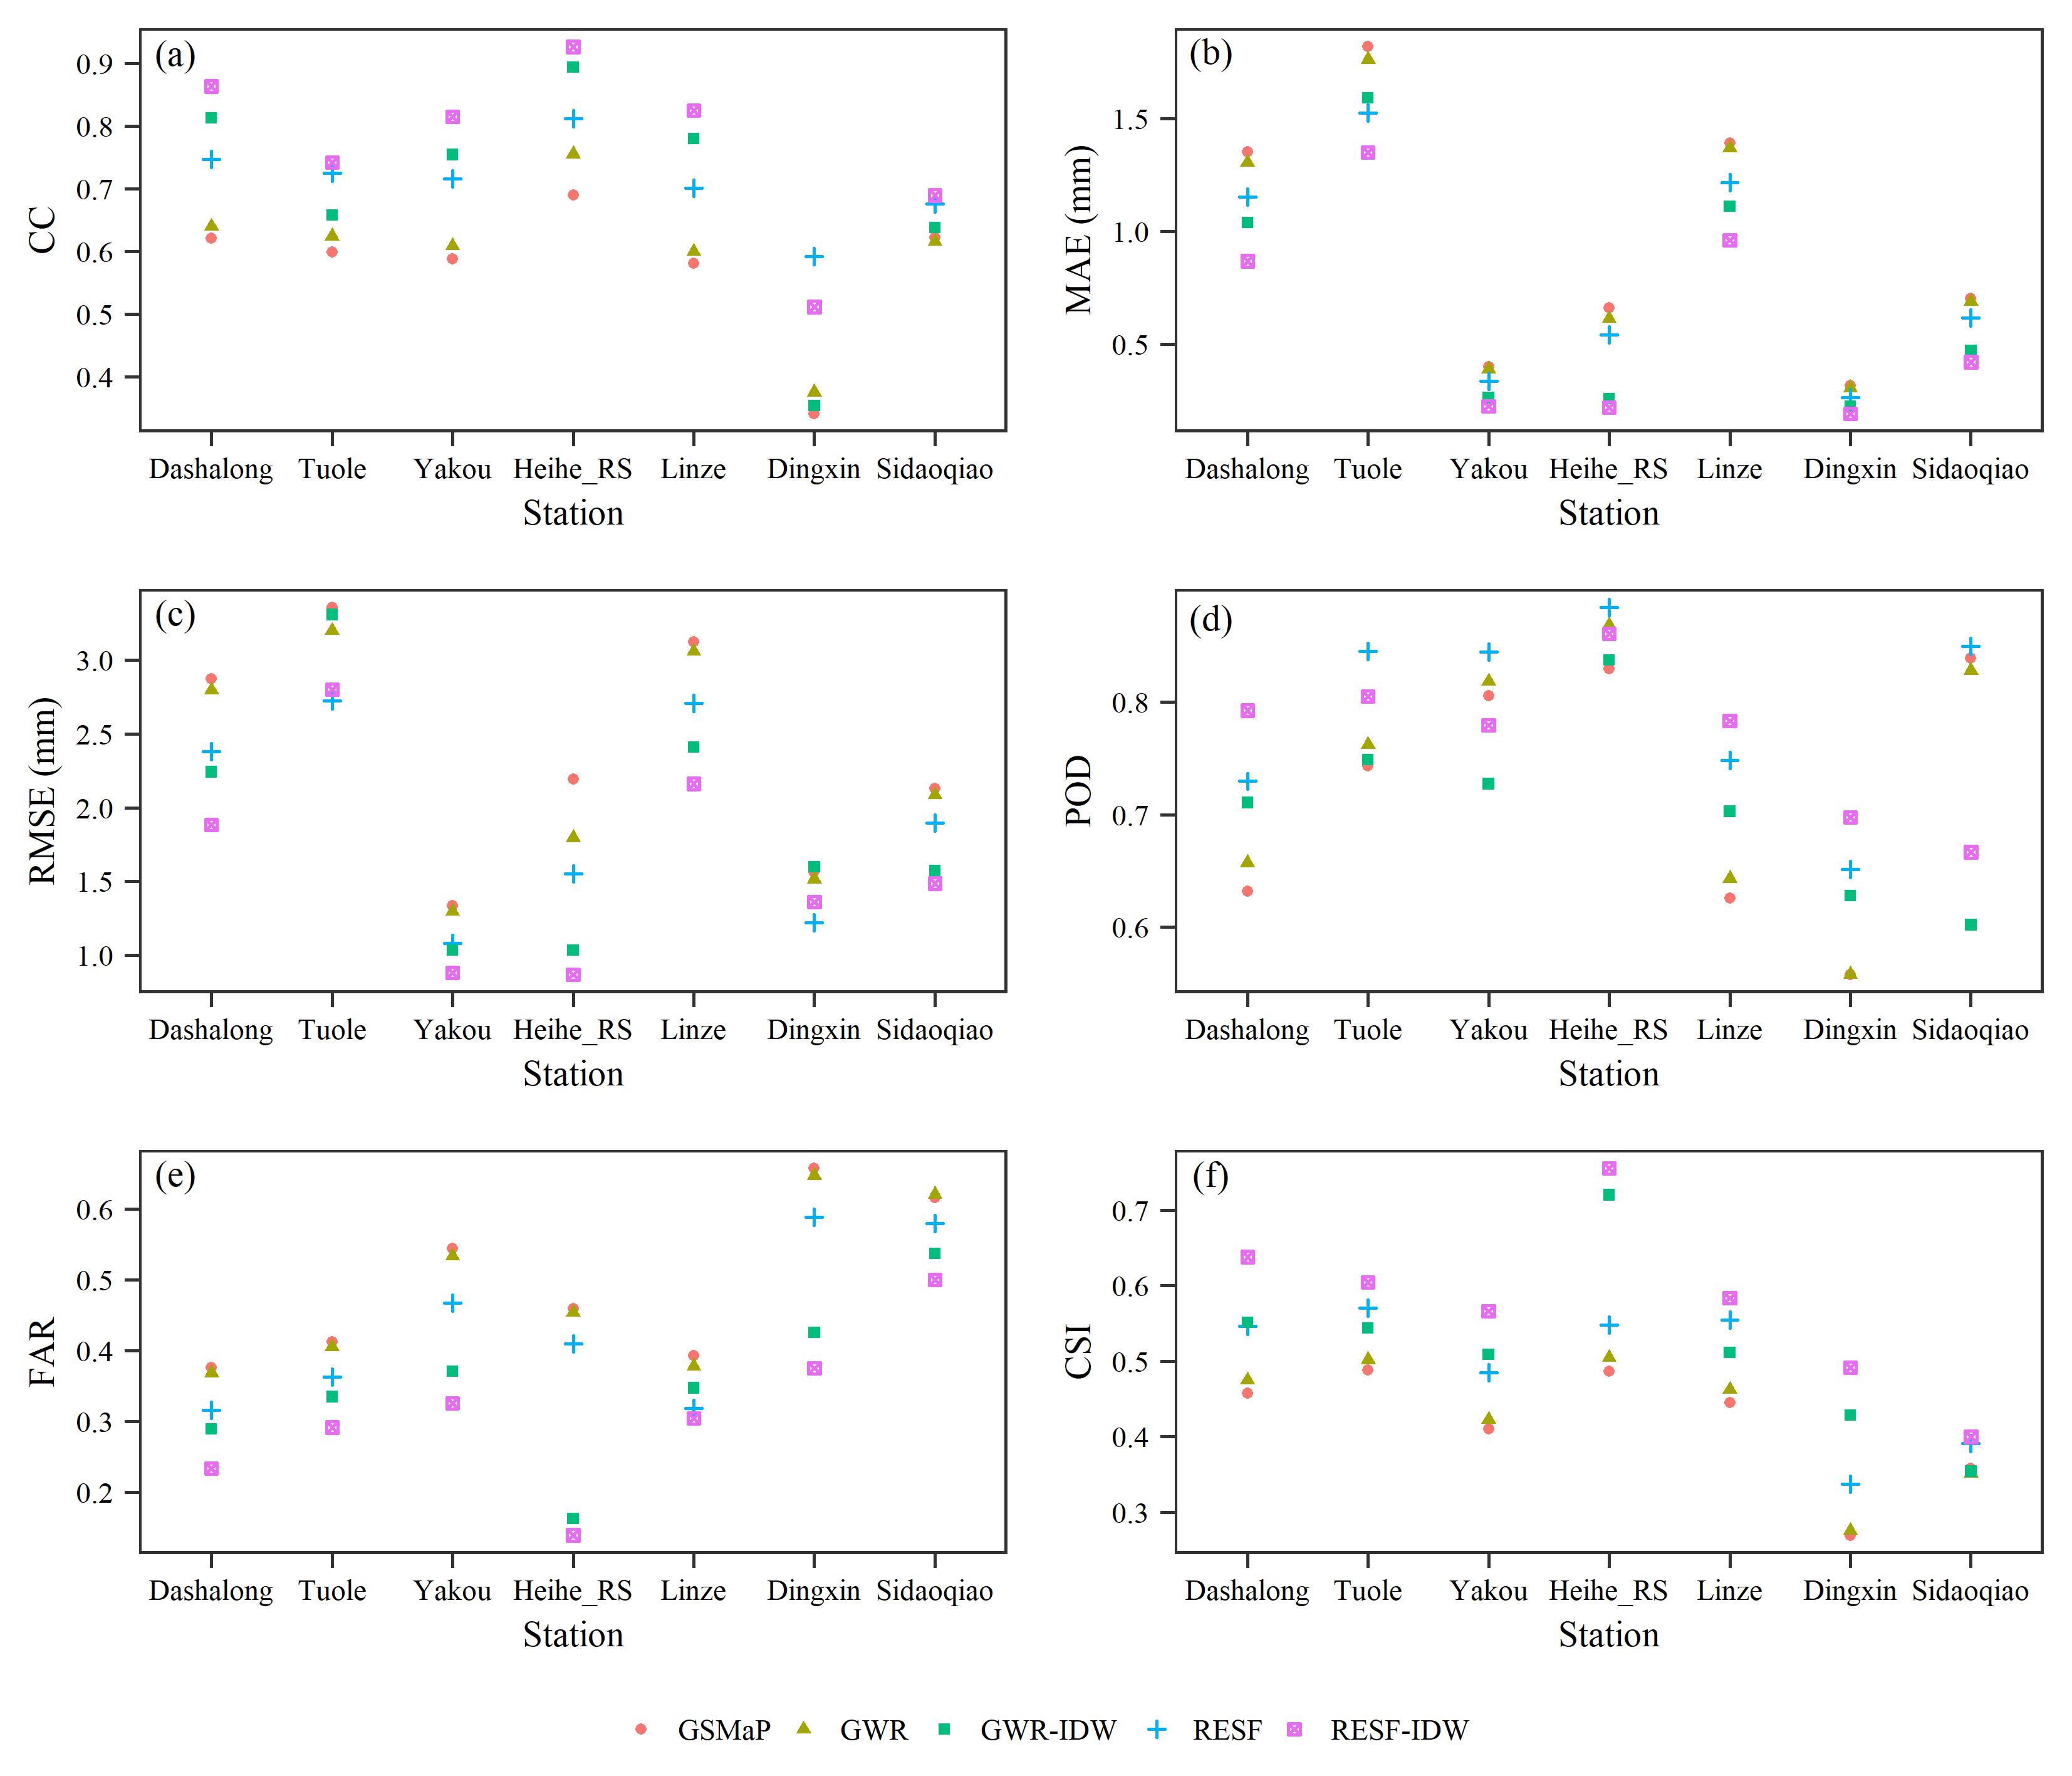 (a)
CC
0.9
0.8
0.7
0.6
0.5
0.4
Dashalong Tuole Yakou Heihe_RS Linze Dingxin Sidaoqiao
Station
(b)
MAE (mm)
1.5
1.0
0.5
Dashalong Tuole Yakou Heihe_RS Linze Dingxin Sidaoqiao
Station
(c)
RMSE (mm)
3.0
2.5
2.0
1.5
1.0
Dashalong Tuole Yakou Heihe_RS Linze Dingxin Sidaoqiao
Station
(d)
POD
0.8
0.7
0.6
Dashalong Tuole Yakou Heihe_RS Linze Dingxin Sidaoqiao
Station
(e)
FAR
0.6
0.5
0.4
0.3
0.2
Dashalong Tuole Yakou Heihe_RS Linze Dingxin Sidaoqiao
Station
(f)
CSI
0.7
0.6
0.5
0.4
0.3
Dashalong Tuole Yakou Heihe_RS Linze Dingxin Sidaoqiao
Station
GSMaP GWR GWR-IDW RESF RESF-IDW